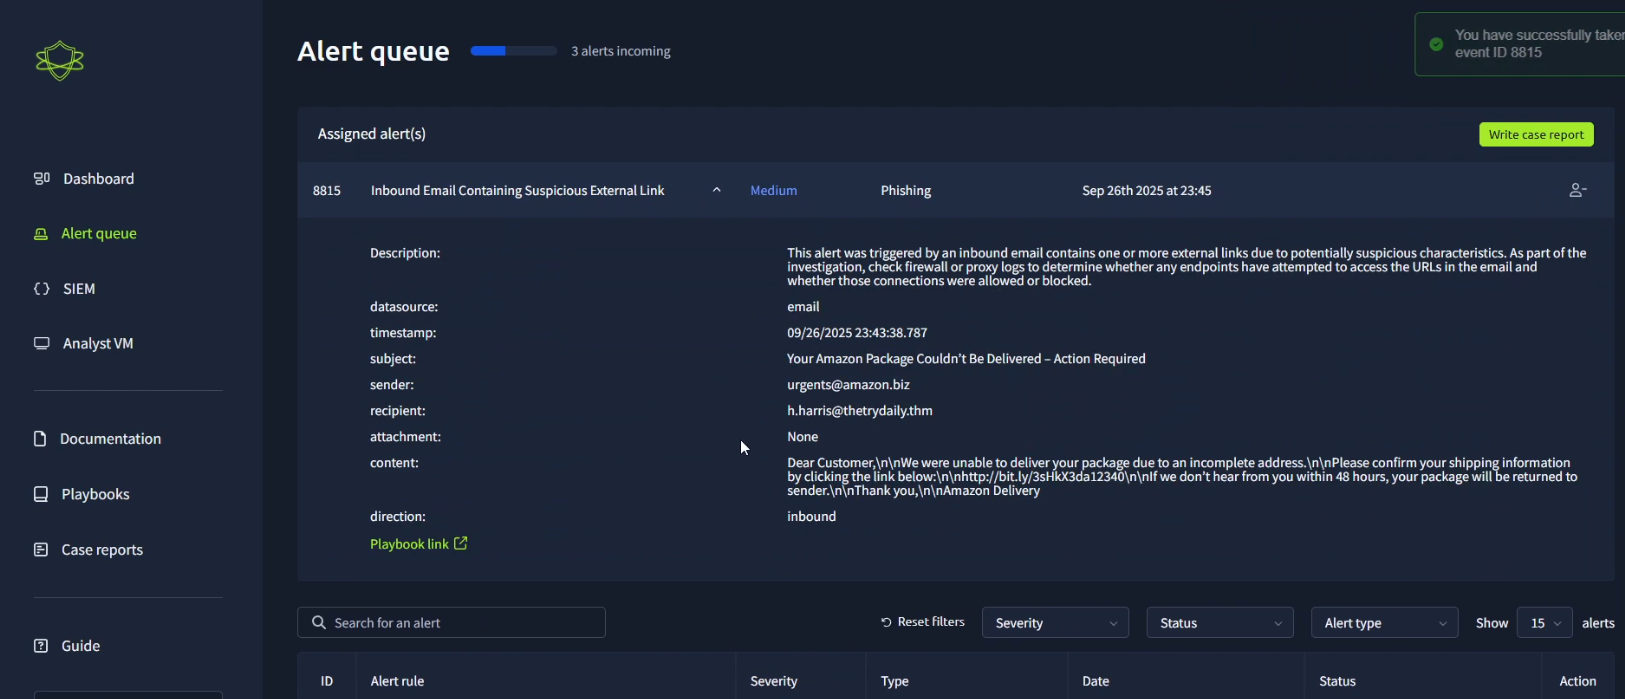 Alert queue
3 alerts incoming
You have successfully taken
event ID 8815
Assigned alert(s)
Write case report
8815 Inbound Email Containing Suspicious External Link Medium Phishing Sep 26th 2025 at 23:45
Dashboard
Alert queue
SIEM
Analyst VM
Documentation
Playbooks
Case reports
Guide
Description: This alert was triggered by an inbound email contains one or more external links due to potentially suspicious characteristics. As part of the
investigation, check firewall or proxy logs to determine whether any endpoints have attempted to access the URLs in the email and
whether those connections were allowed or blocked.
datasource: email
timestamp: 09/26/2025 23:43:38.787
subject: Your Amazon Package Couldn't Be Delivered – Action Required
sender: urgents@amazon.biz
recipient: h.harris@thetrydaily.thm
attachment: None
content: Dear Customer,\n\nWe were unable to deliver your package due to an incomplete address.\n\nPlease confirm your shipping information
by clicking the link below:\n\nhttp://bit.ly/3sHkX3da12340\n\nIf we don't hear from you within 48 hours, your package will be returned to
sender.\n\nThank you,\n\nAmazon Delivery
direction: inbound
Playbook link
Search for an alert
Reset filters Severity Status Alert type Show 15 alerts
ID Alert rule Severity Type Date Status Action